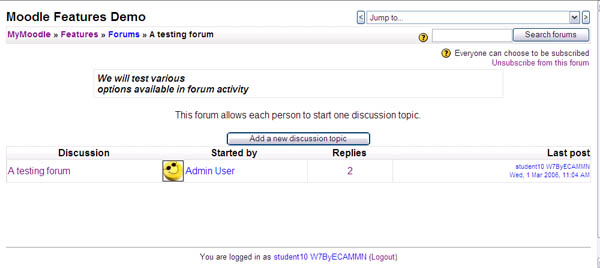 Moodle Features Demo
< Jump to... >
MyMoodle » Features » Forums » A testing forum
? Search forums
? Everyone can choose to be subscribed
Unsubscribe from this forum
We will test various
options available in forum activity
This forum allows each person to start one discussion topic.
Add a new discussion topic
Discussion Started by Replies Last post
A testing forum Admin User 2 student10 W7ByECAMMN
Wed, 1 Mar 2006, 11:04 AM
You are logged in as student10 W7ByECAMMN (Logout)